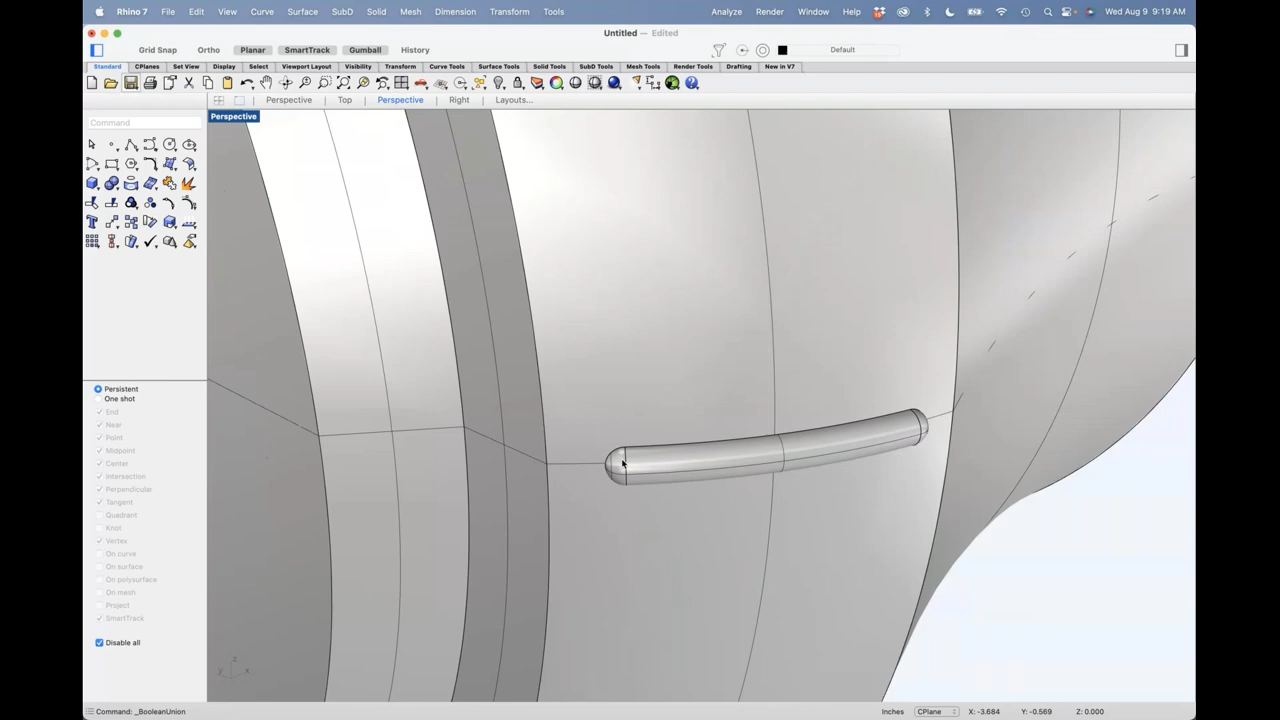 Rhino 7 File Edit View Curve Surface SubD Solid Mesh Dimension Transform Tools Analyze Render Window Help Wed Aug 9 9:19 AM
Untitled — Edited
Grid Snap Ortho Planar SmartTrack Gumball History Default
Standard CPlanes Set View Display Select Viewport Layout Visibility Transform Curve Tools Surface Tools Solid Tools SubD Tools Mesh Tools Render Tools Drafting New in V7
Perspective Top Perspective Right Layouts...
Perspective
Command
Persistent
One shot
End
Near
Point
Midpoint
Center
Intersection
Perpendicular
Tangent
Quadrant
Knot
Vertex
On curve
On surface
On polysurface
On mesh
Project
SmartTrack
Disable all
z
y x
Command: _BooleanUnion Inches CPlane X: -3.684 Y: -0.569 Z: 0.000